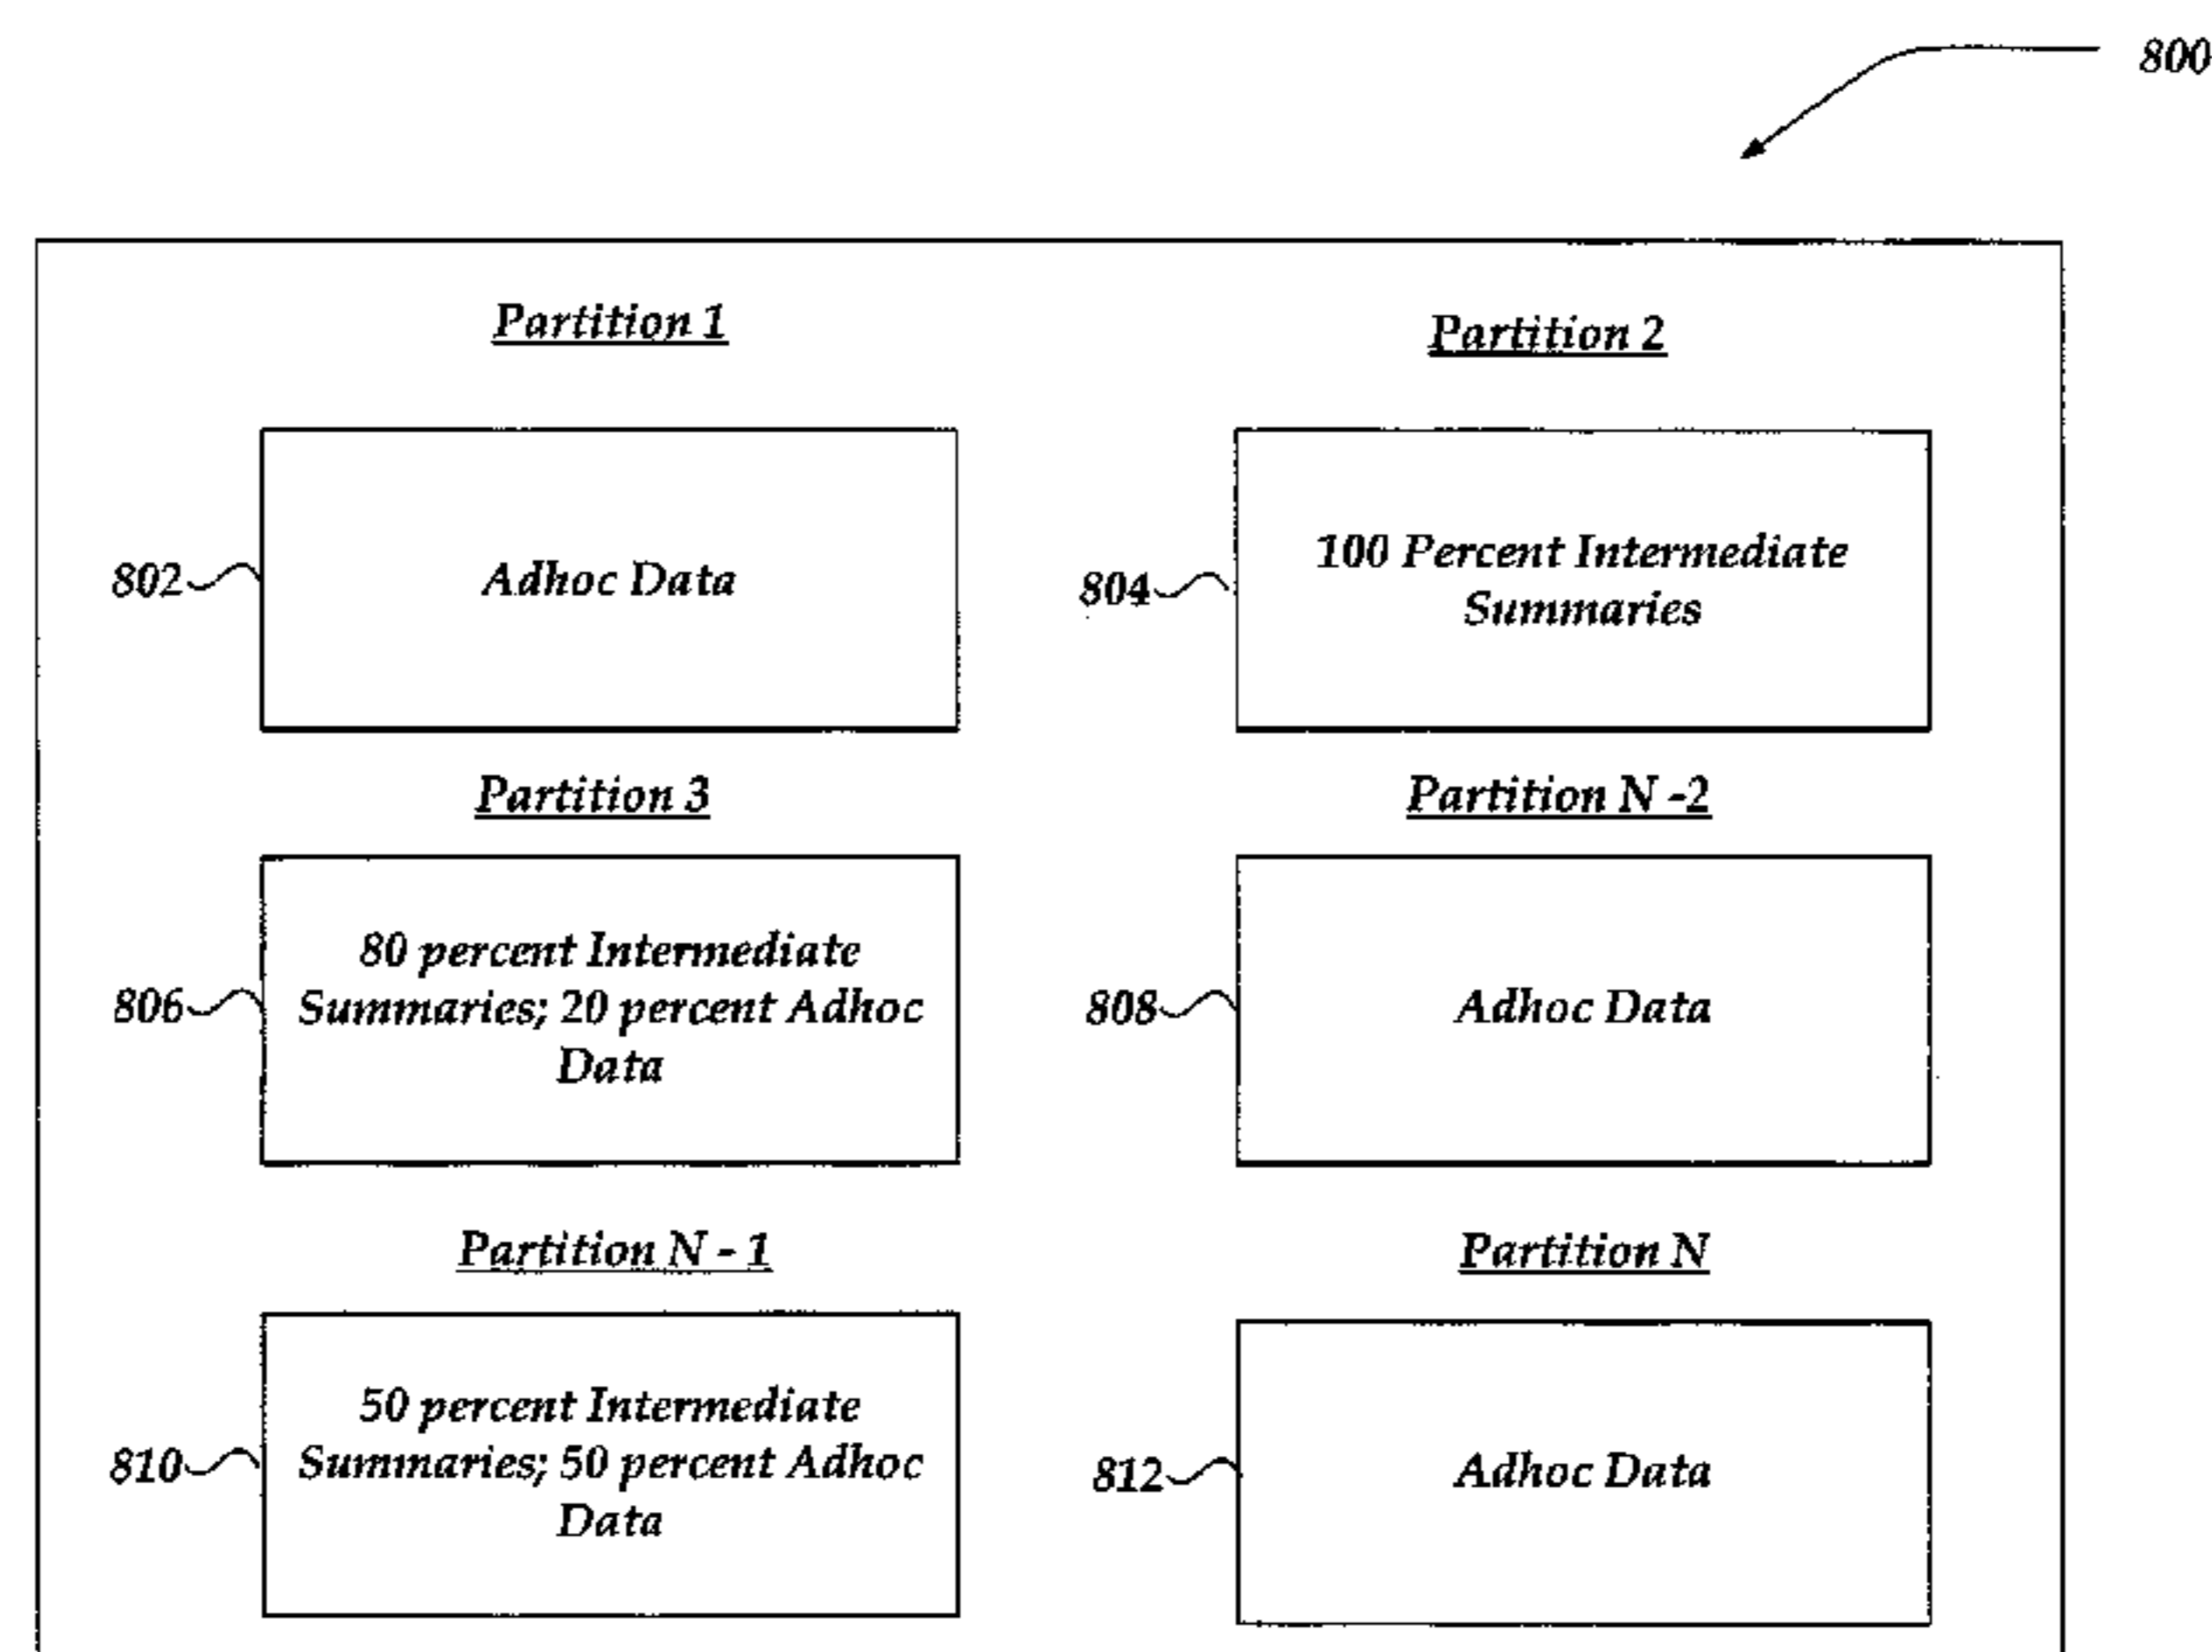 800
Partition 1
Partition 2
802
Adhoc Data
804
100 Percent Intermediate
Summaries
Partition 3
Partition N -2
806
80 percent Intermediate
Summaries; 20 percent Adhoc
Data
808
Adhoc Data
Partition N - 1
Partition N
810
50 percent Intermediate
Summaries; 50 percent Adhoc
Data
812
Adhoc Data